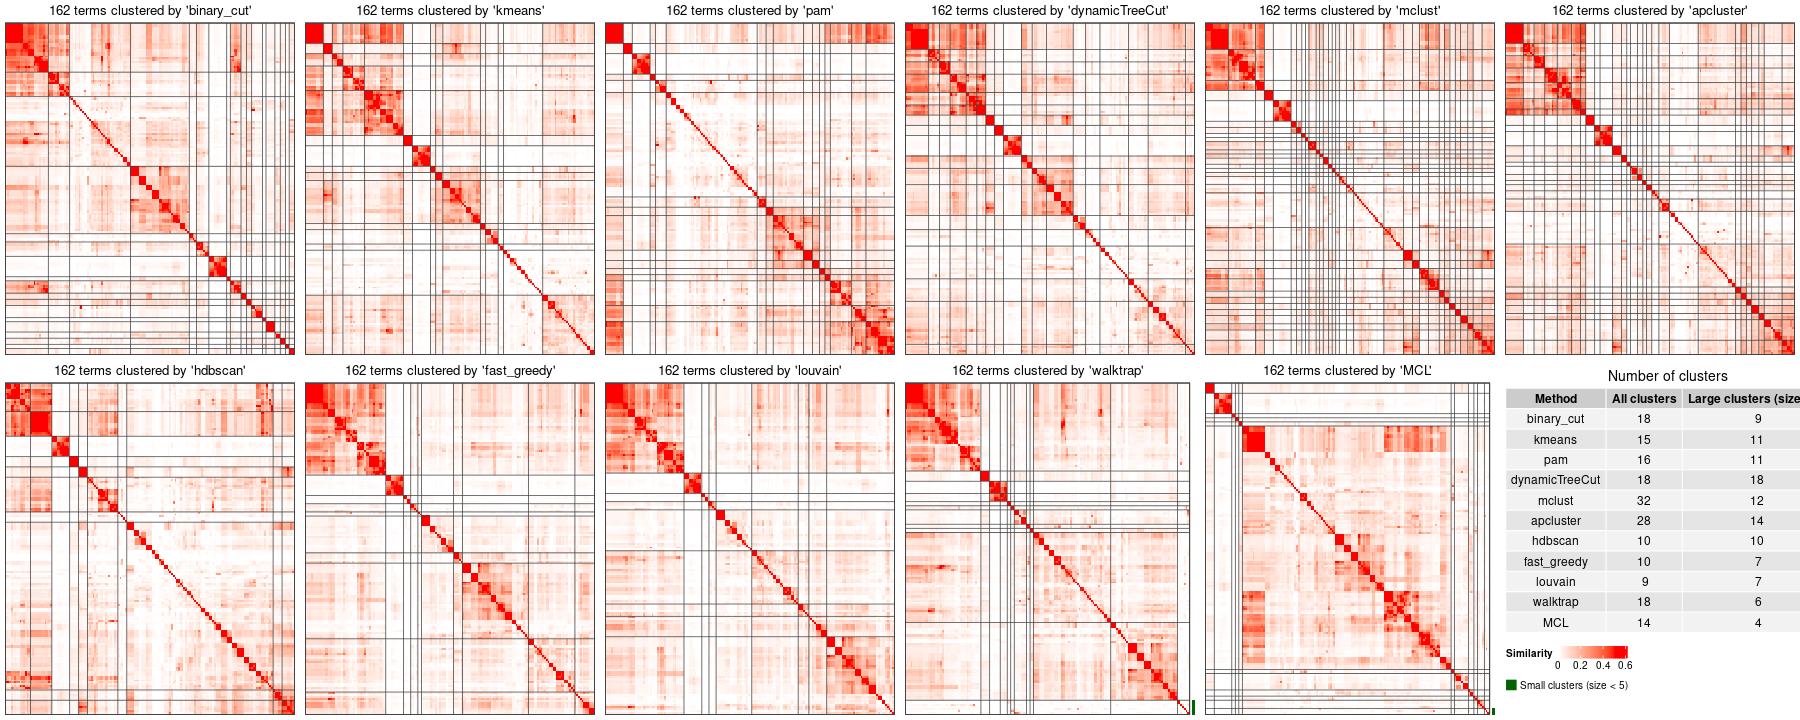 162 terms clustered by 'binary_cut'
162 terms clustered by 'kmeans'
162 terms clustered by 'pam'
162 terms clustered by 'dynamicTreeCut'
162 terms clustered by 'mclust'
162 terms clustered by 'apcluster'
162 terms clustered by 'hdbscan'
162 terms clustered by 'fast_greedy'
162 terms clustered by 'louvain'
162 terms clustered by 'walktrap'
162 terms clustered by 'MCL'
Number of clusters
Method All clusters Large clusters (size
binary_cut 18 9
kmeans 15 11
pam 16 11
dynamicTreeCut 18 18
mclust 32 12
apcluster 28 14
hdbscan 10 10
fast_greedy 10 7
louvain 9 7
walktrap 18 6
MCL 14 4
Similarity
0 0.2 0.4 0.6
Small clusters (size < 5)